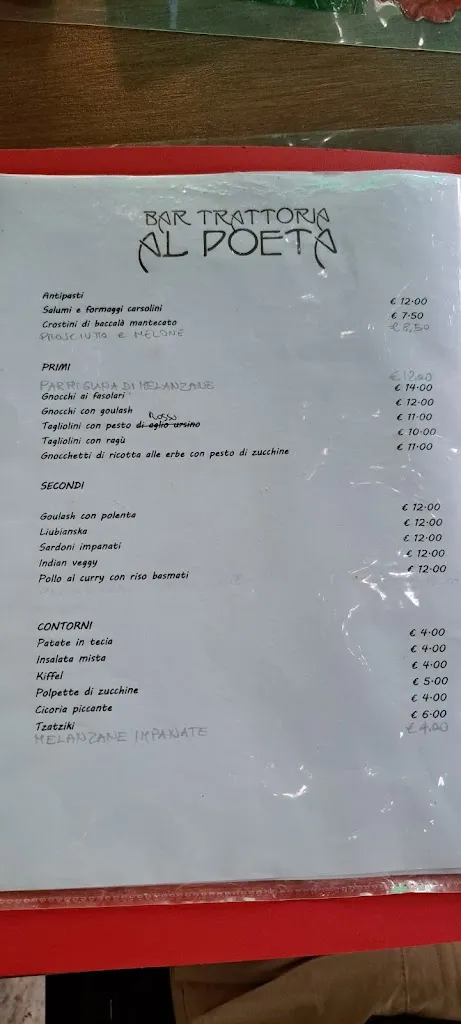 BAR TRATTORIA
AL POETA
Antipasti
Salumi e formaggi carsolini € 12.00
Crostini di baccalà mantecato € 7.50
PROSCIUTTO E MELONE € 8,50
PRIMI
PARMIGIANA DI MELANZANE € 12.00
Gnocchi ai fasolari € 14.00
Gnocchi con goulash € 12.00
Rosso
Tagliolini con pesto di aglio ursino € 11.00
Tagliolini con ragù € 10.00
Gnocchetti di ricotta alle erbe con pesto di zucchine € 11.00
SECONDI
Goulash con polenta € 12.00
Liubianska € 12.00
Sardoni impanati € 12.00
Indian veggy € 12.00
Pollo al curry con riso basmati € 12.00
CONTORNI
Patate in tecia € 4.00
Insalata mista € 4.00
Kiffel € 4.00
Polpette di zucchine € 5.00
Cicoria piccante € 4.00
Tzatziki € 6.00
MELANZANE IMPANATE € 4.00